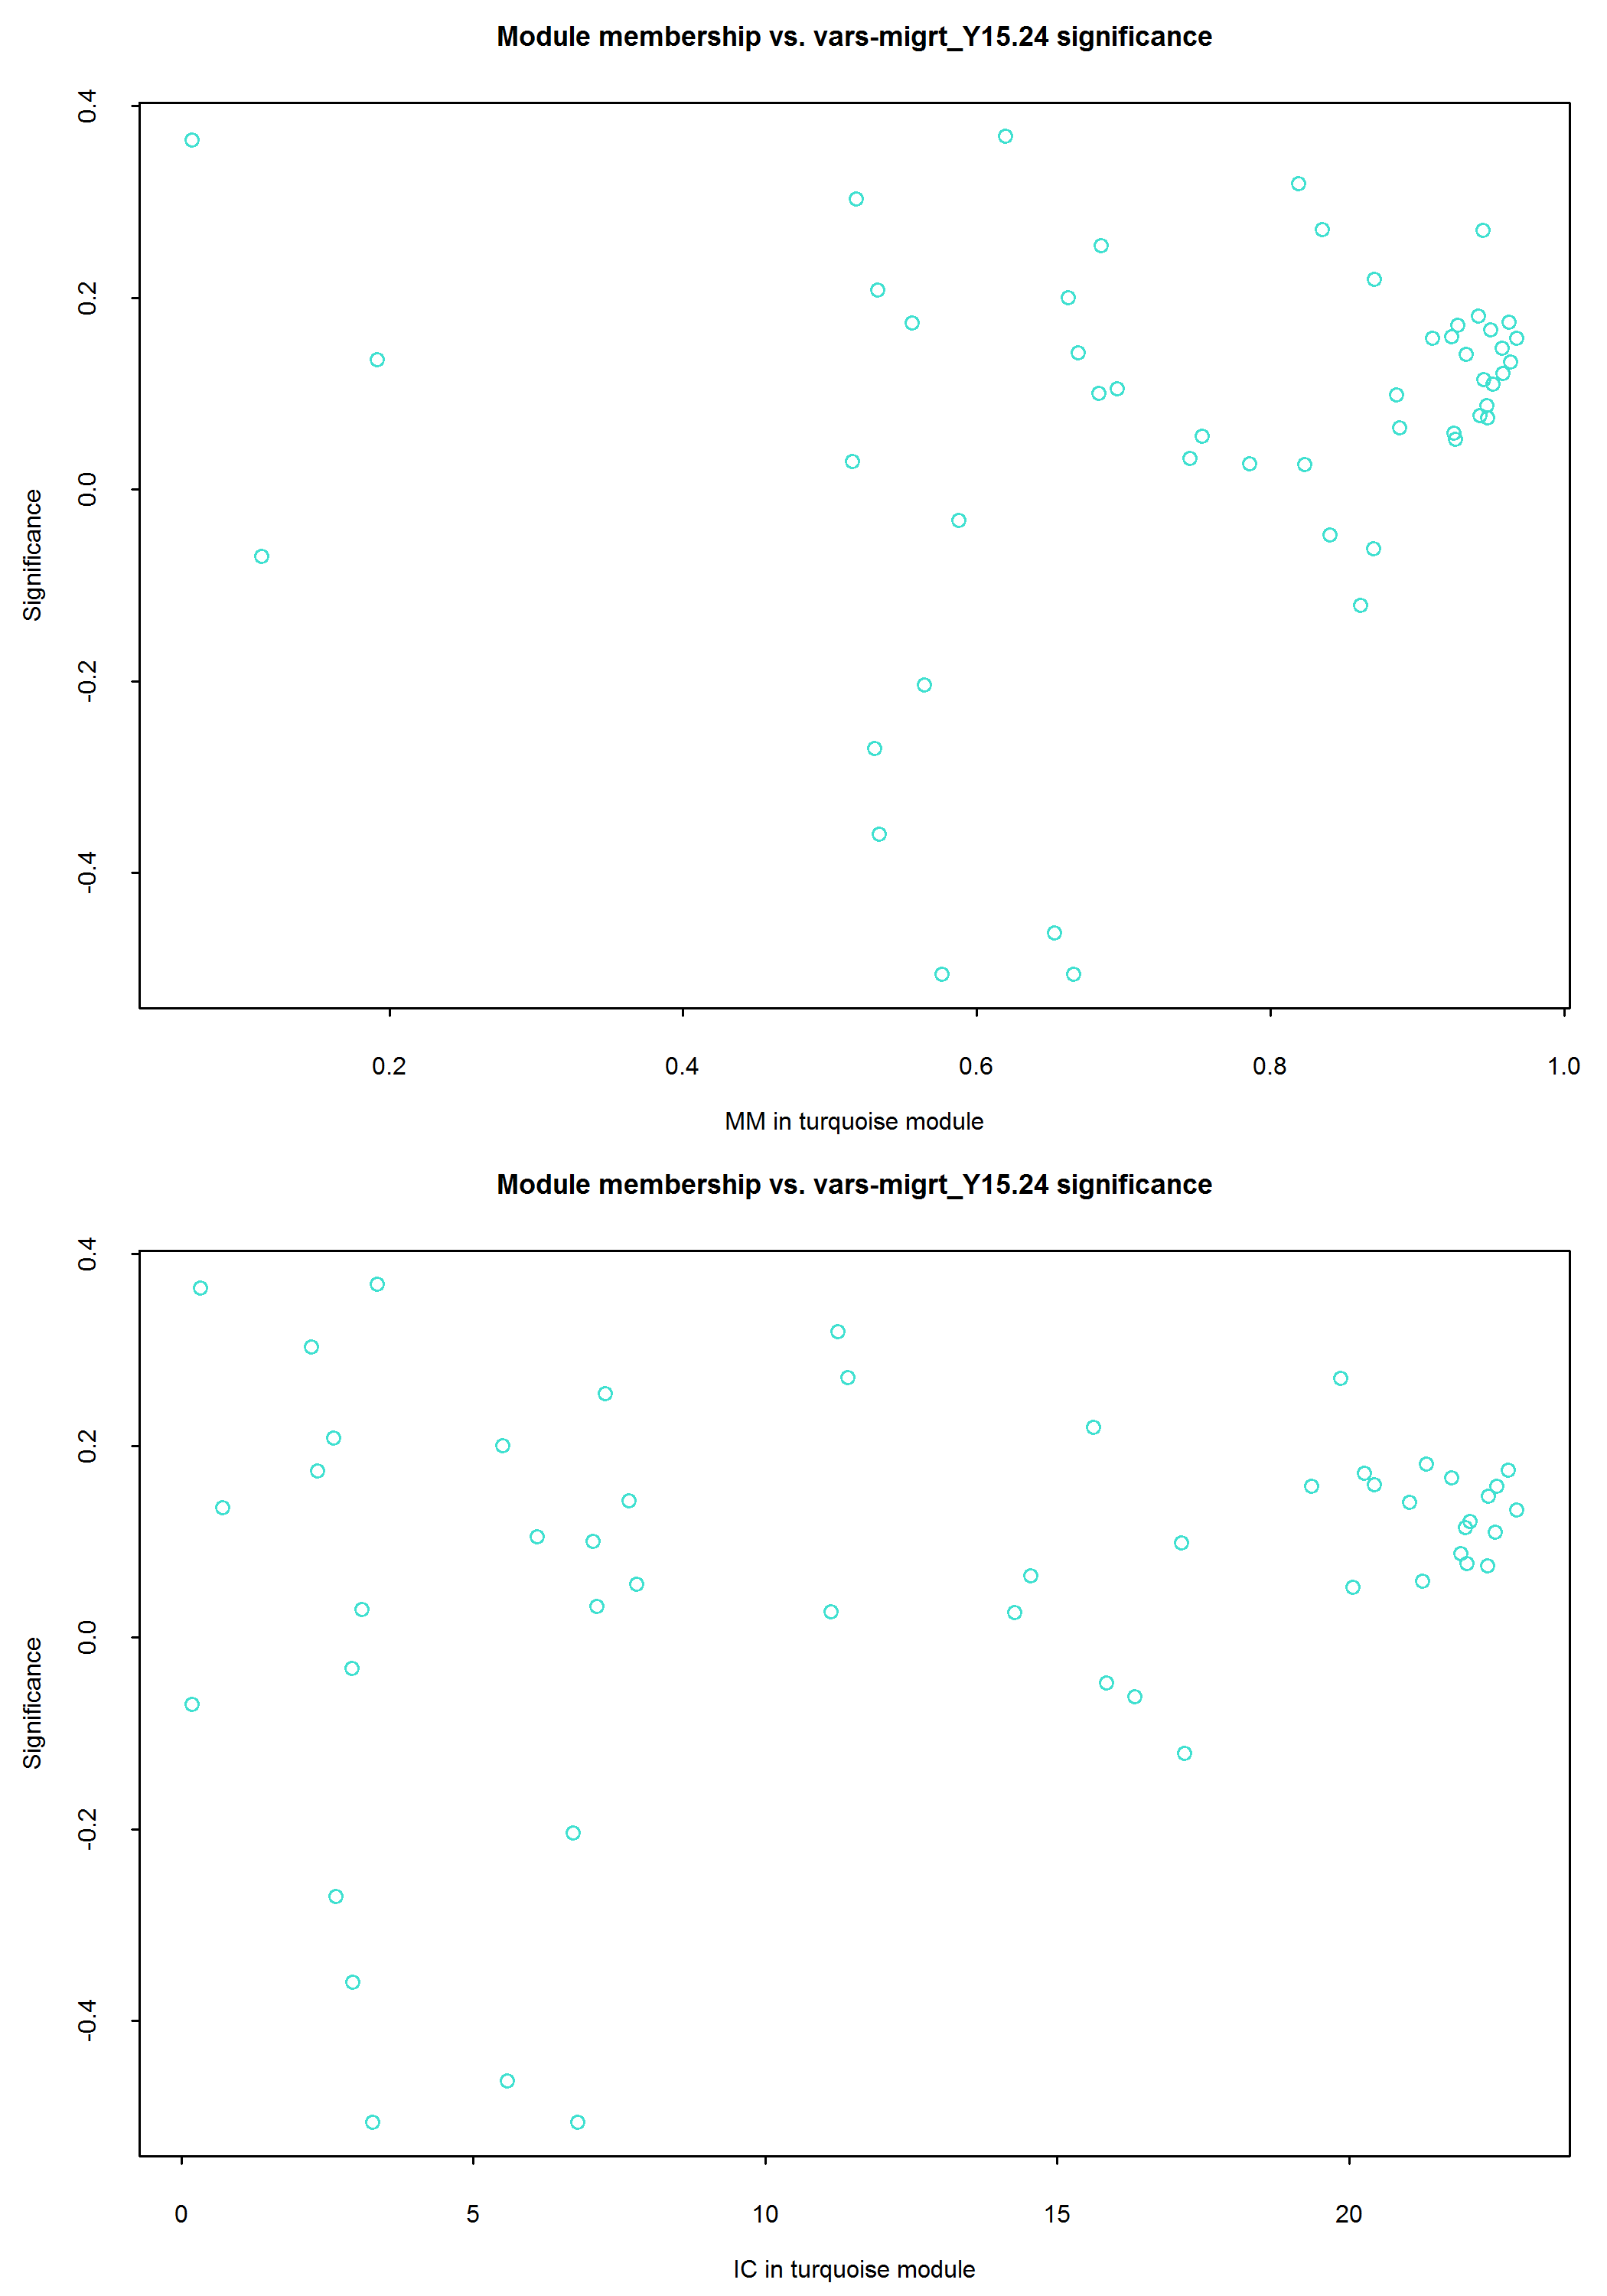 Module membership vs. vars-migrt_Y15.24 significance
0.4
0.2
0.0
-0.2
-0.4
Significance
0.2 0.4 0.6 0.8 1.0
MM in turquoise module
Module membership vs. vars-migrt_Y15.24 significance
0.4
0.2
0.0
-0.2
-0.4
Significance
0 5 10 15 20
IC in turquoise module